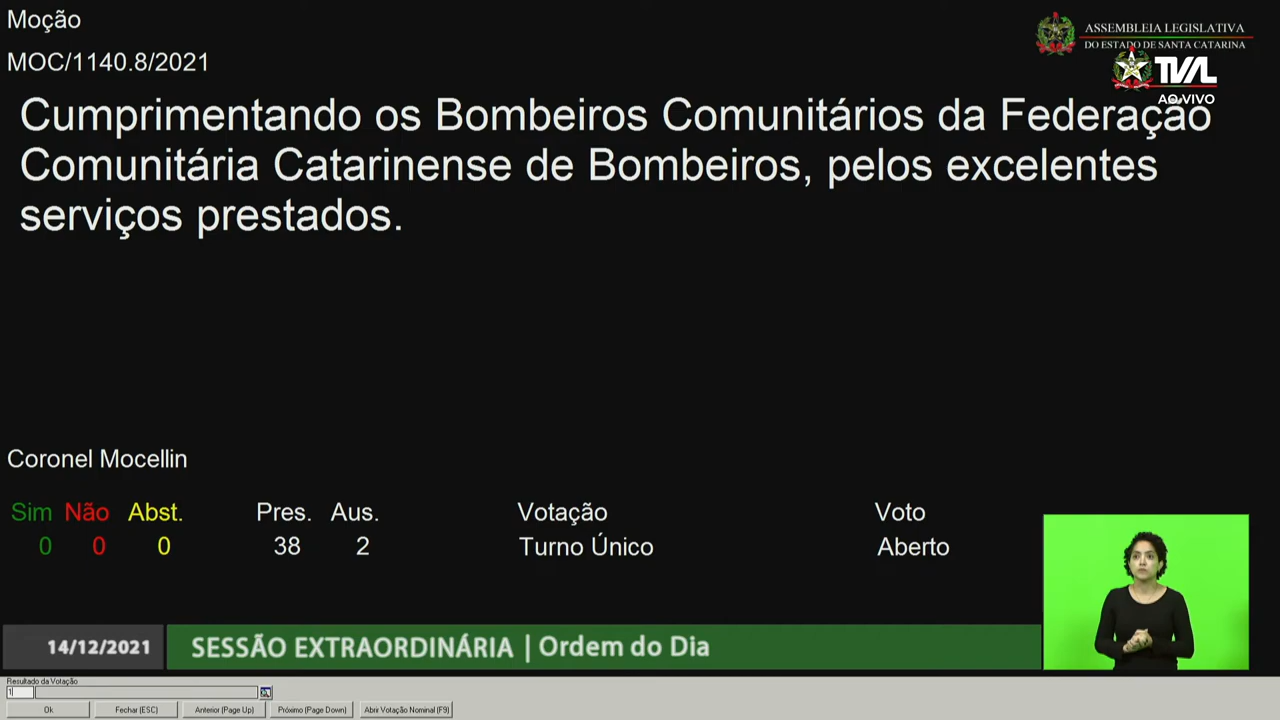 Moção
MOC/1140.8/2021
ASSEMBLEIA LEGISLATIVA
DO ESTADO DE SANTA CATARINA
TVAL
AO VIVO
Cumprimentando os Bombeiros Comunitários da Federação
Comunitária Catarinense de Bombeiros, pelos excelentes
serviços prestados.
Coronel Mocellin
Sim Não Abst. Pres. Aus. Votação Voto
0 0 0 38 2 Turno Único Aberto
14/12/2021 SESSÃO EXTRAORDINÁRIA | Ordem do Dia
Resultado da Votação
1
Ok Fechar (ESC) Anterior (Page Up) Próximo (Page Down) Abrir Votação Nominal (F9)